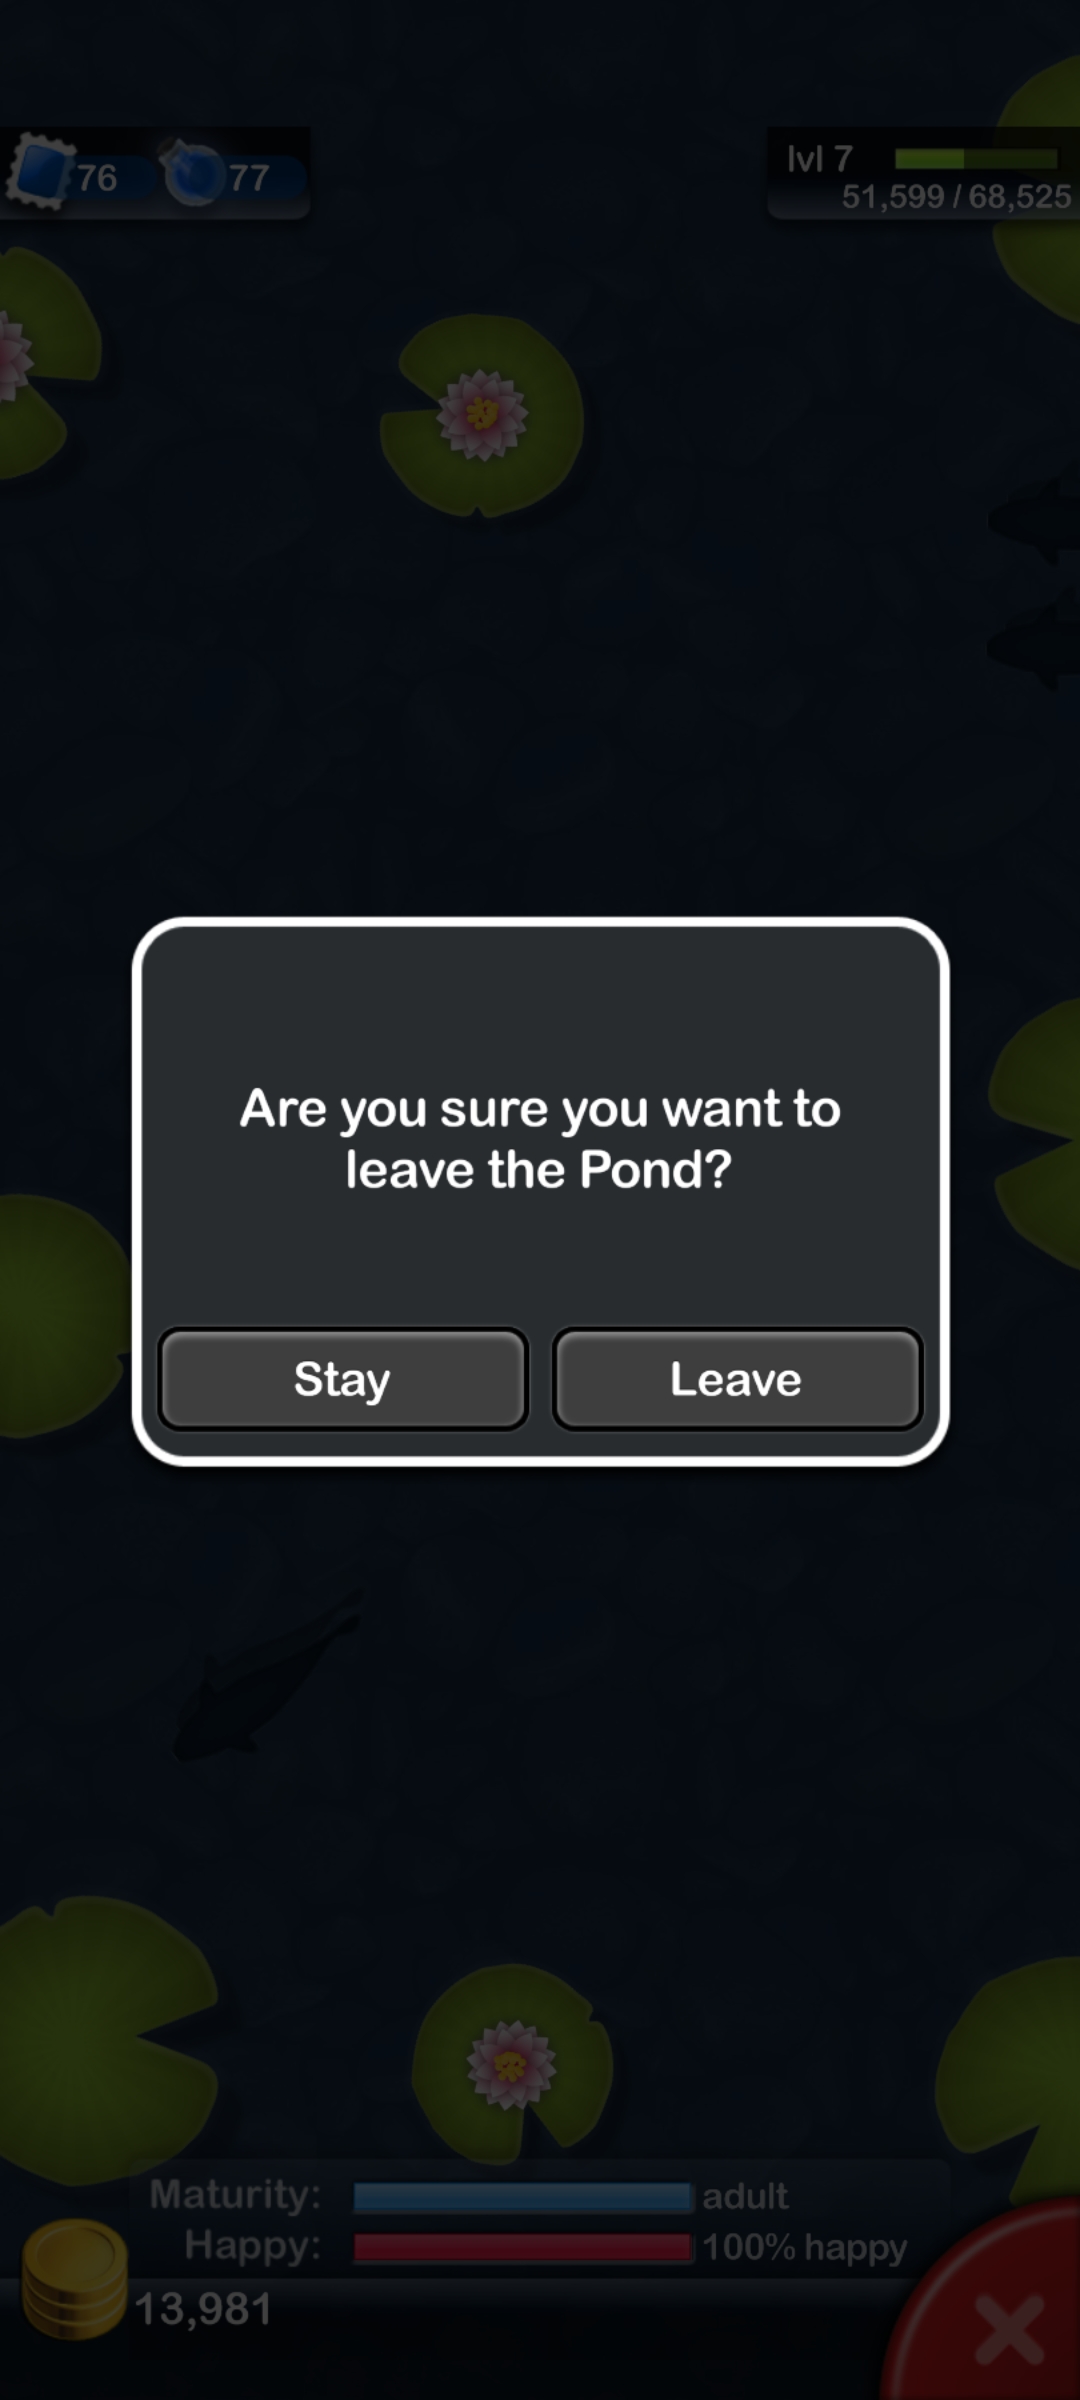 76 77
lvl 7
51,599 / 68,525
Are you sure you want to
leave the Pond?
Stay Leave
Maturity: adult
Happy: 100% happy
13,981